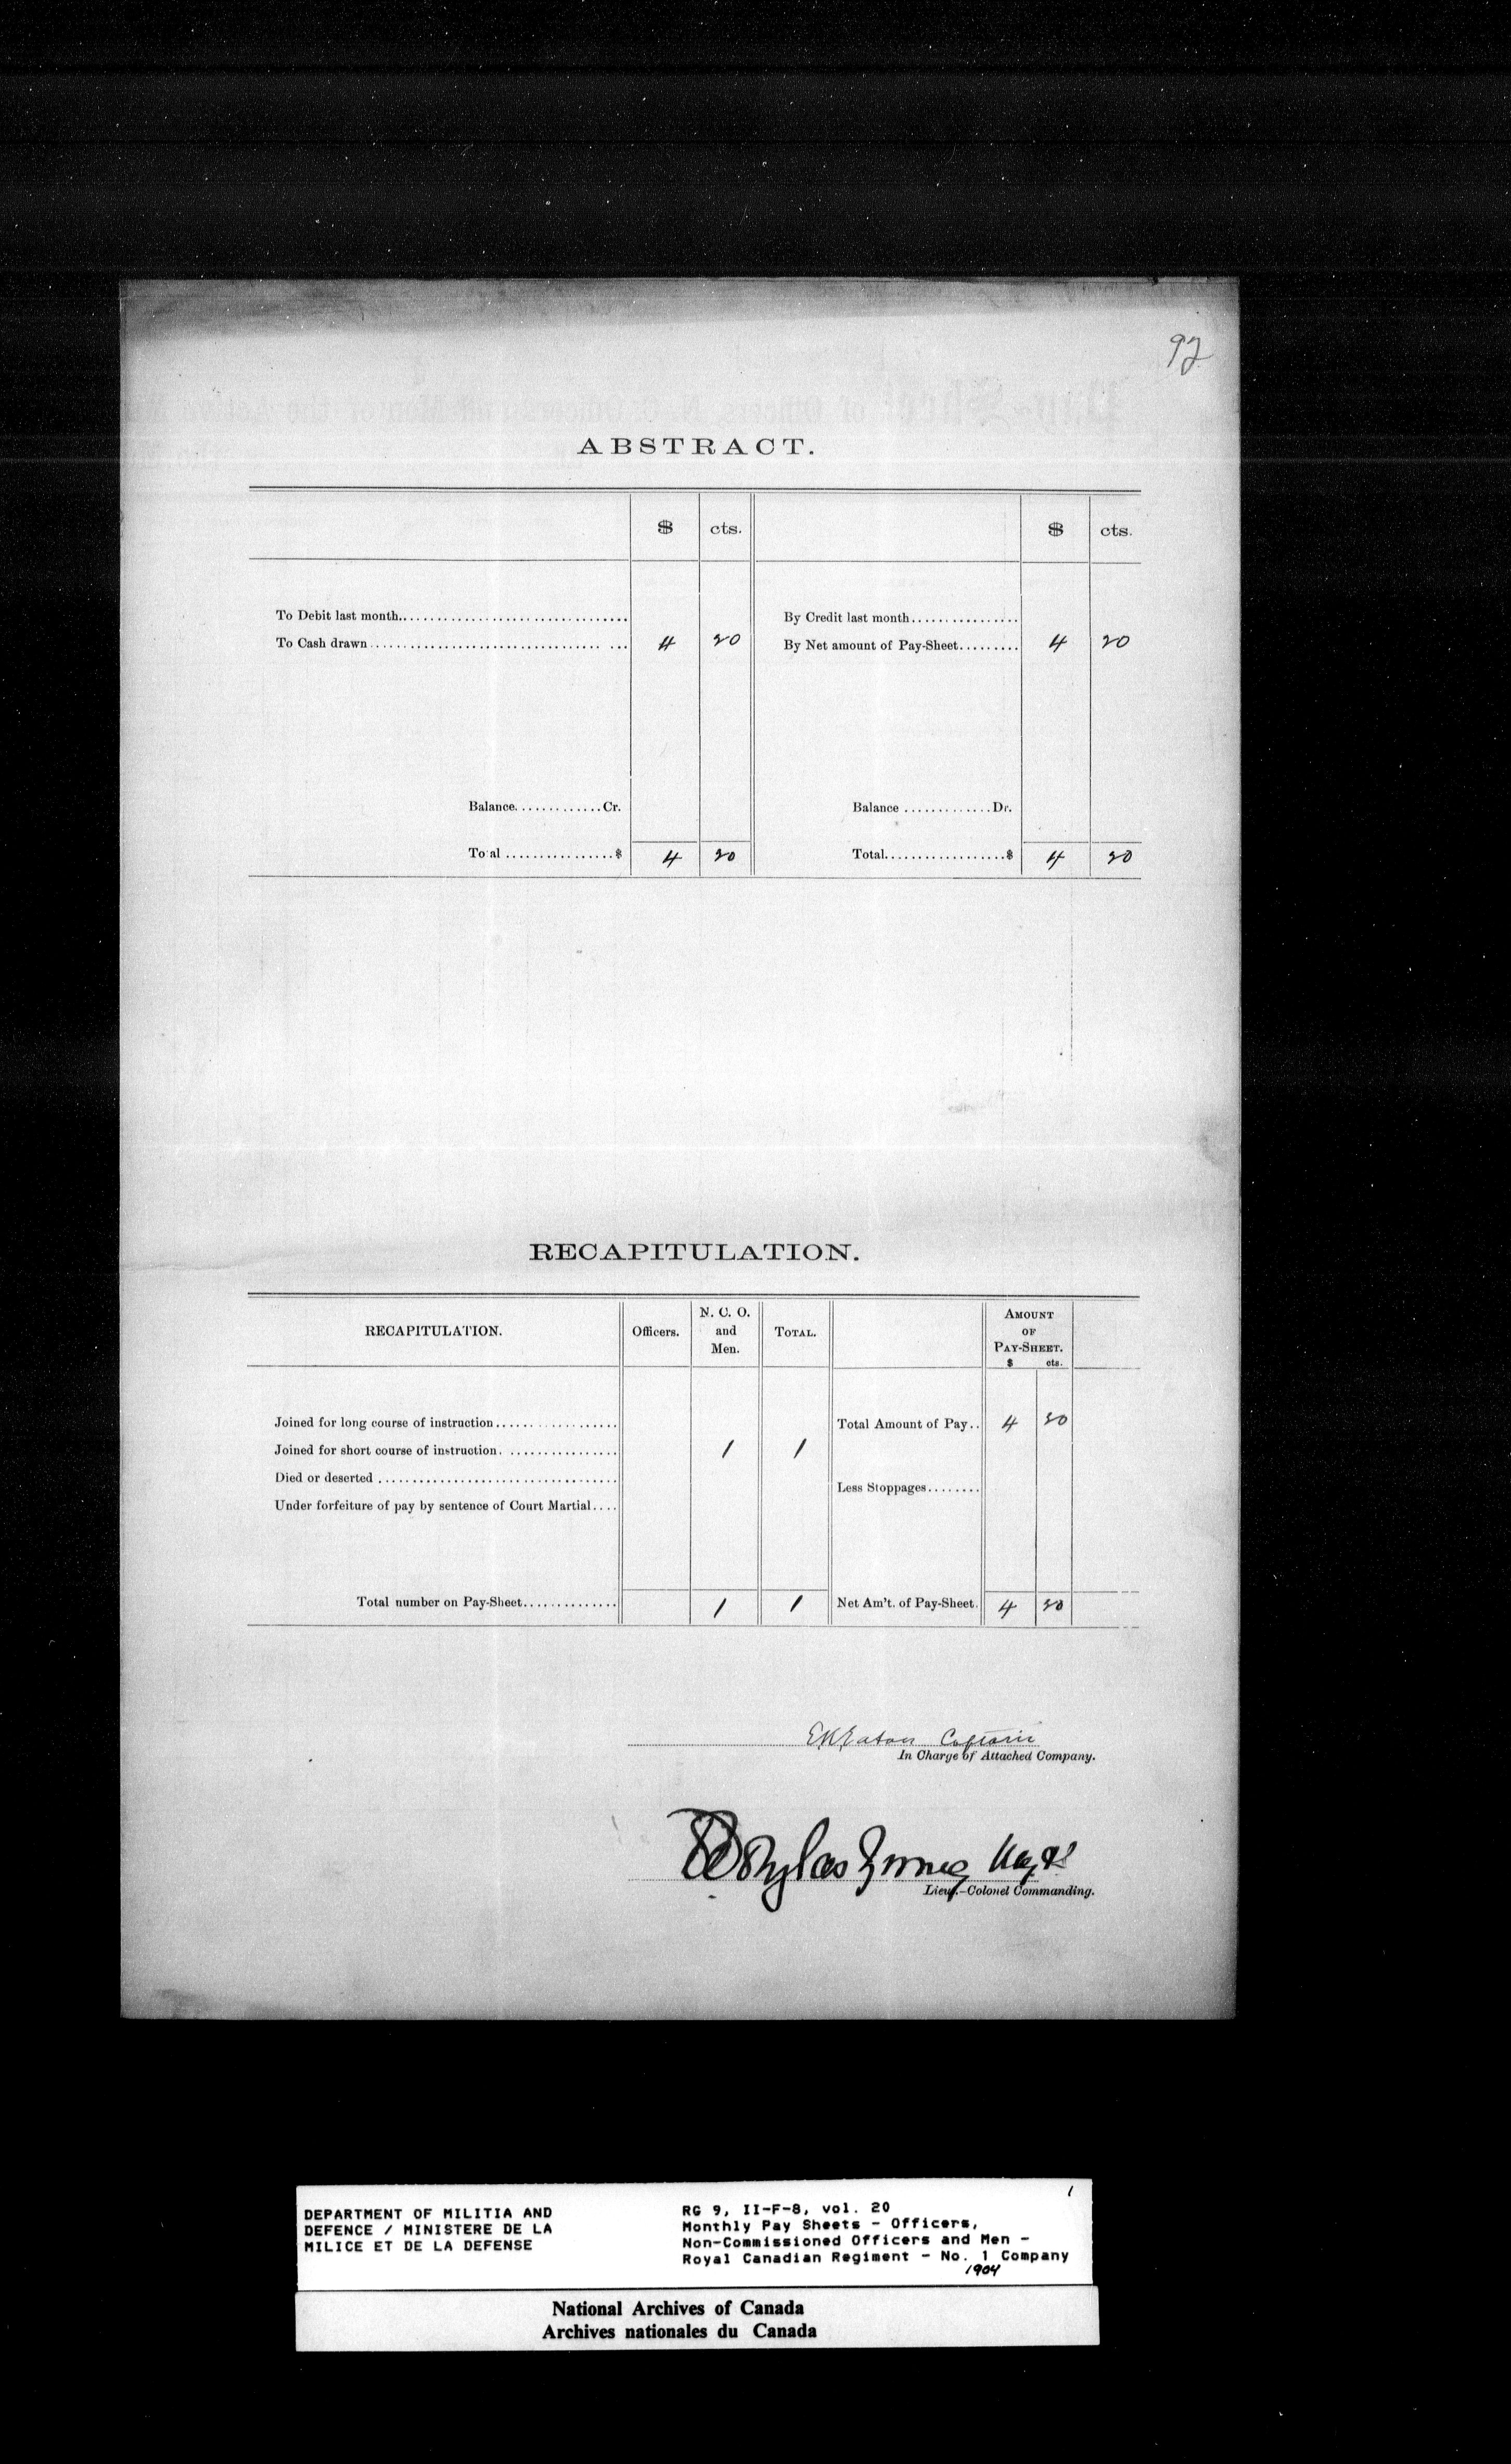 92
ABSTRACT.
$ cts. $ cts.
To Debit last month By Credit last month
To Cash drawn 4 20 By Net amount of Pay-Sheet 4 20
Balance Cr. Balance Dr.
Total $ 4 20 Total $ 4 20
RECAPITULATION.
RECAPITULATION. Officers. N. C. O. and Men. TOTAL. AMOUNT OF PAY-SHEET. $ cts.
Joined for long course of instruction Total Amount of Pay 4 20
Joined for short course of instruction 1 1
Died or deserted
Less Stoppages
Under forfeiture of pay by sentence of Court Martial
Total number on Pay-Sheet 1 1 Net Am't. of Pay-Sheet. 4 20
Eaton Captain
In Charge of Attached Company.
Lieut.-Colonel Commanding.
1
DEPARTMENT OF MILITIA AND
DEFENCE / MINISTERE DE LA
MILICE ET DE LA DEFENSE
RG 9, II-F-8, vol. 20
Monthly Pay Sheets - Officers,
Non-Commissioned Officers and Men -
Royal Canadian Regiment - No. 1 Company
1904
National Archives of Canada
Archives nationales du Canada